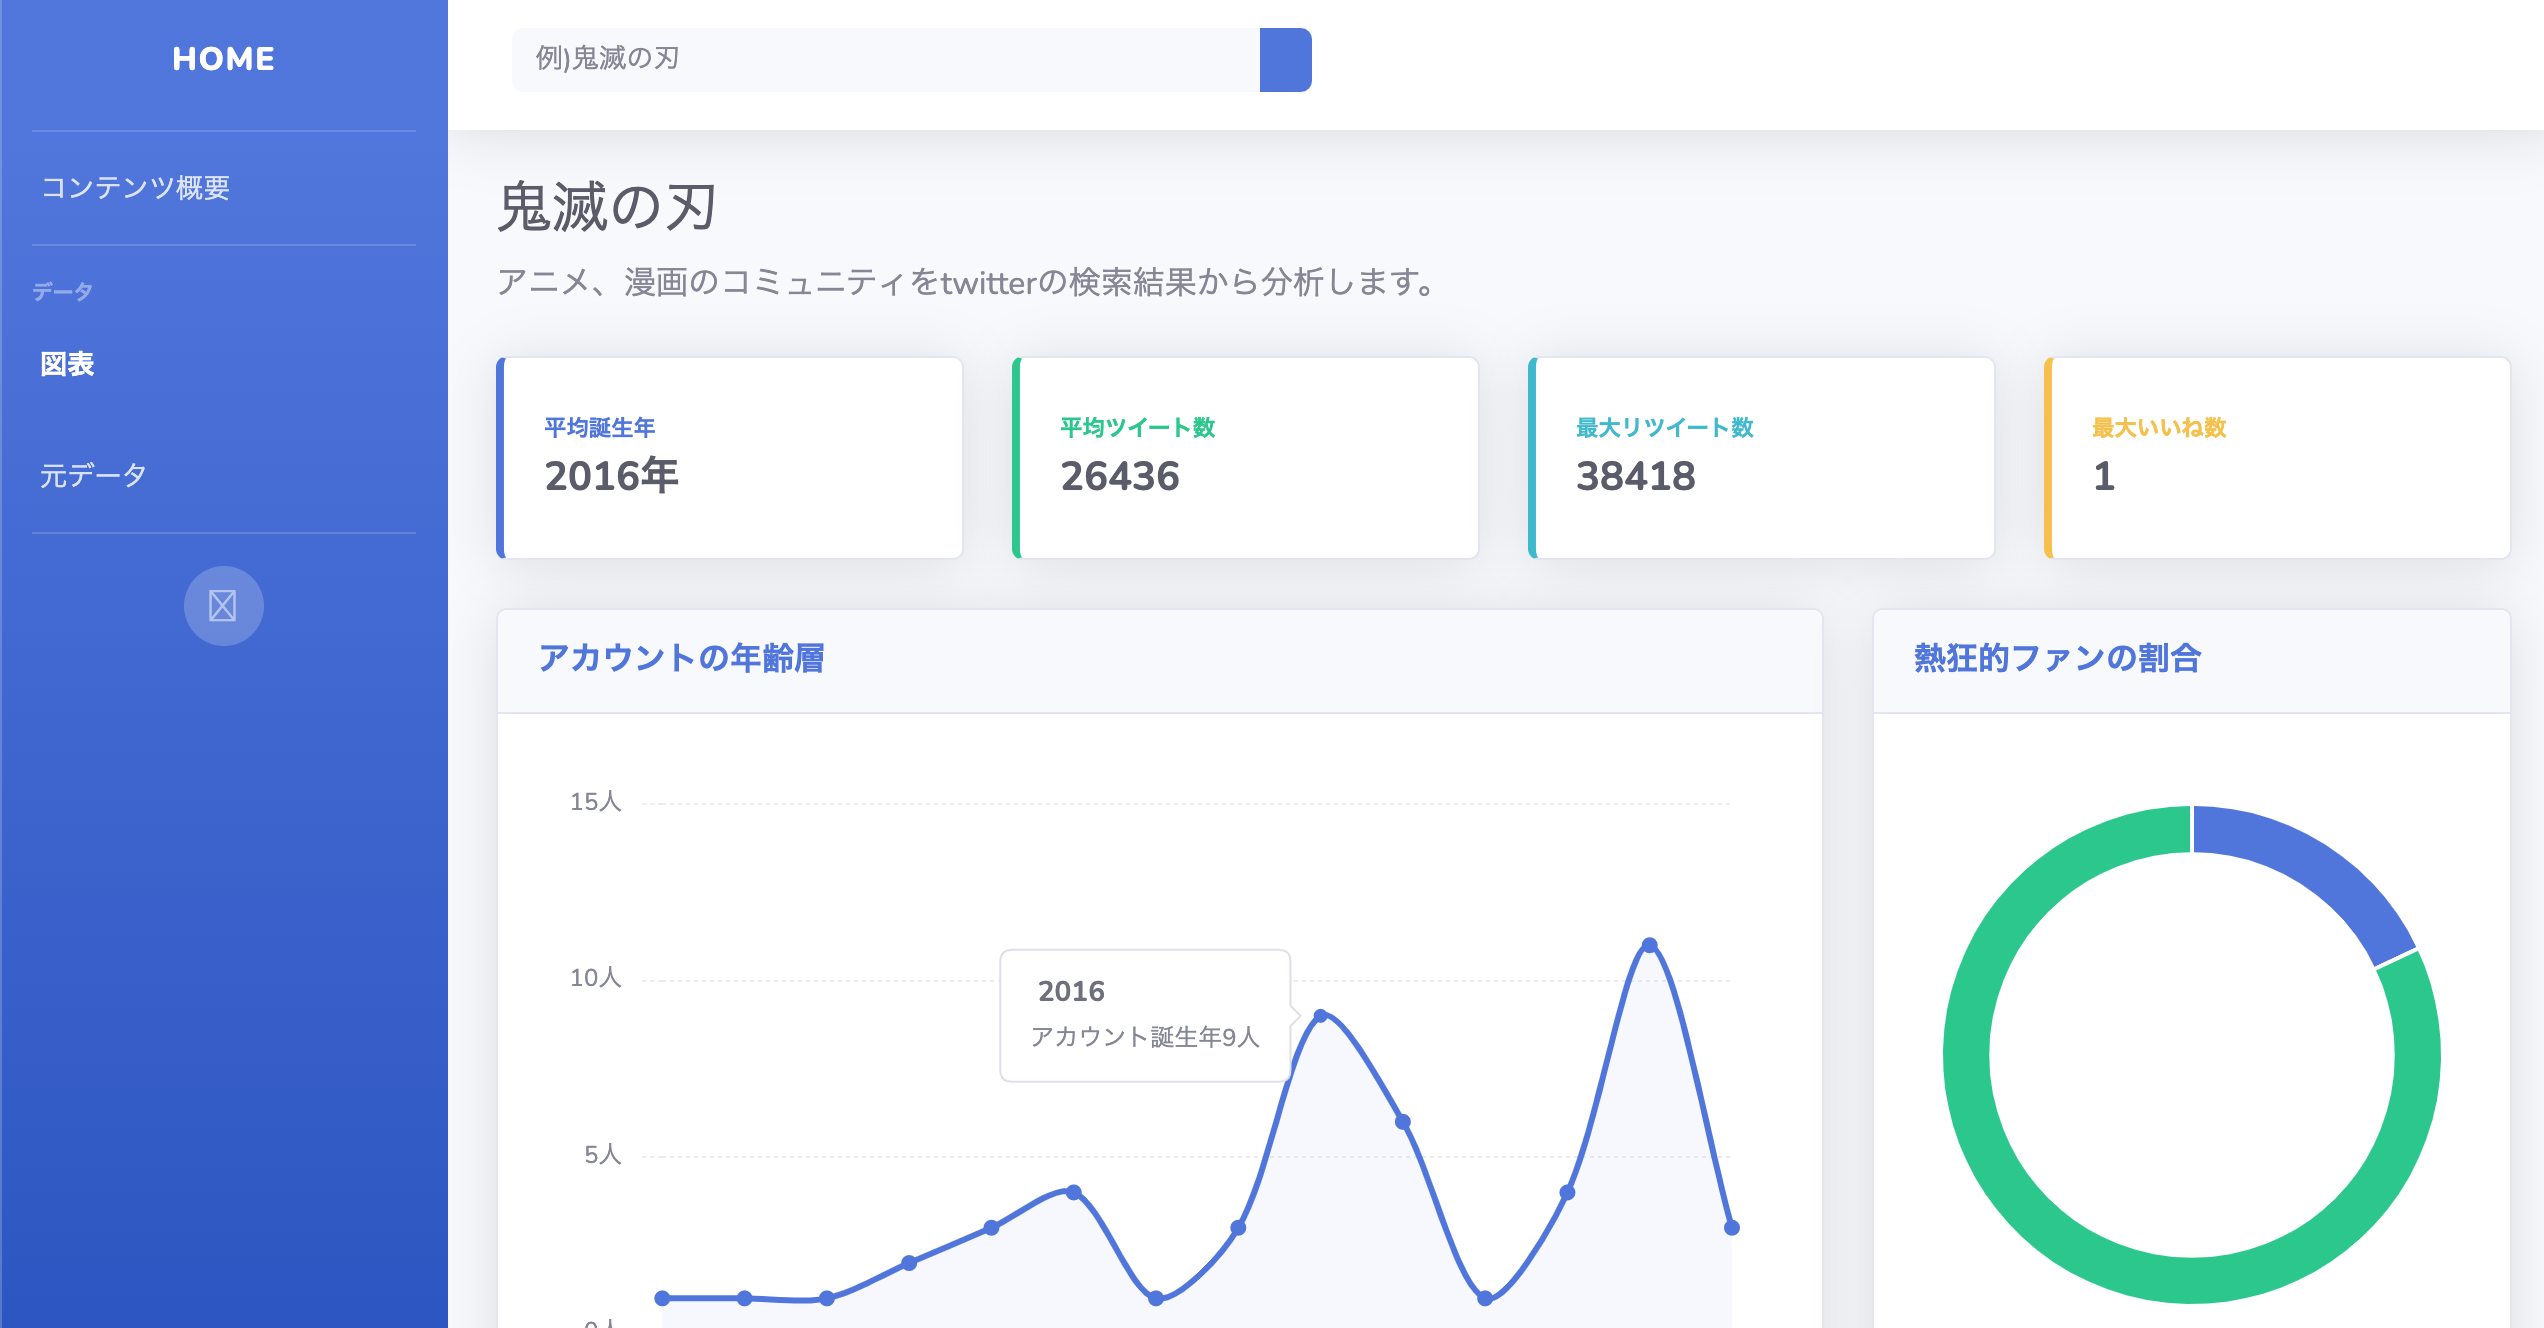 HOME
コンテンツ概要
データ
図表
元データ
例)鬼滅の刃
鬼滅の刃
アニメ、漫画のコミュニティをtwitterの検索結果から分析します。
平均誕生年
2016年
平均ツイート数
26436
最大リツイート数
38418
最大いいね数
1
アカウントの年齢層
15人
10人
5人
0人
2016
アカウント誕生年9人
熱狂的ファンの割合